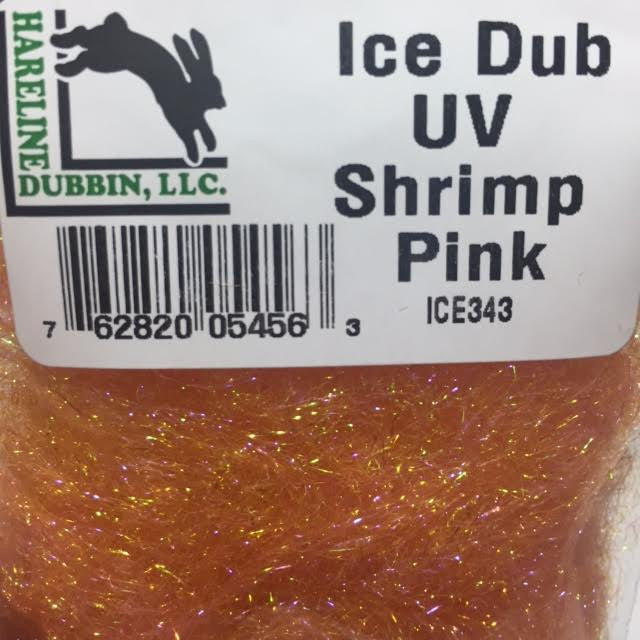 HARELINE
DUBBIN, LLC.
Ice Dub
UV
Shrimp
Pink
ICE343
7 62820 05456 3